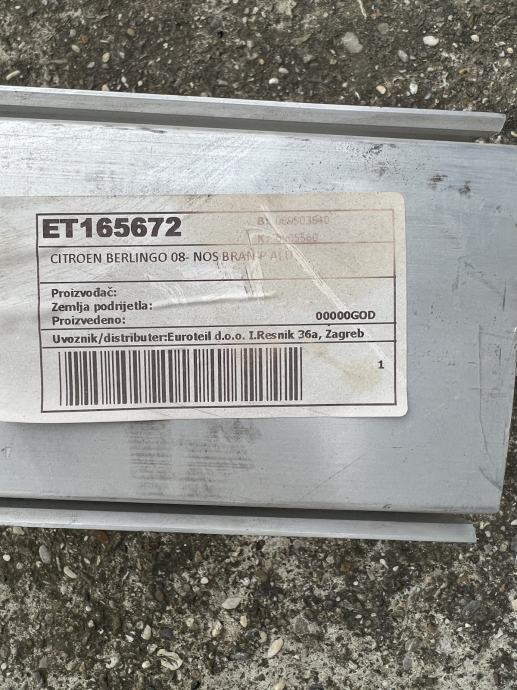 ET165672
CITROEN BERLINGO 08- NOS BRAN P ALU
Proizvođač:
Zemlja podrijetla:
Proizvedeno: 00000GOD
Uvoznik/distributer:Euroteil d.o.o. I.Resnik 36a, Zagreb
1